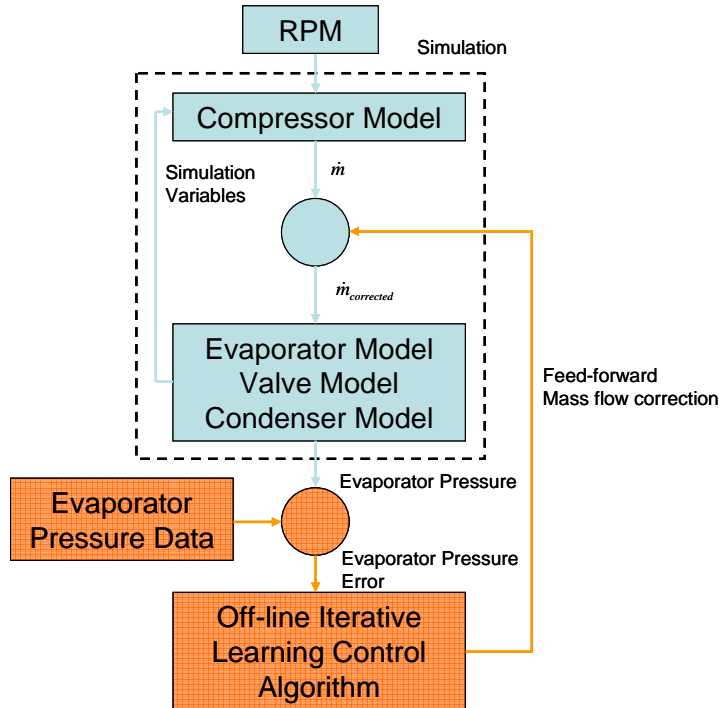 RPM
Simulation
Compressor Model
ṁ
Simulation
Variables
ṁcorrected
Evaporator Model
Valve Model
Condenser Model
Feed-forward
Mass flow correction
Evaporator Pressure
Evaporator
Pressure Data
Evaporator Pressure
Error
Off-line Iterative
Learning Control
Algorithm